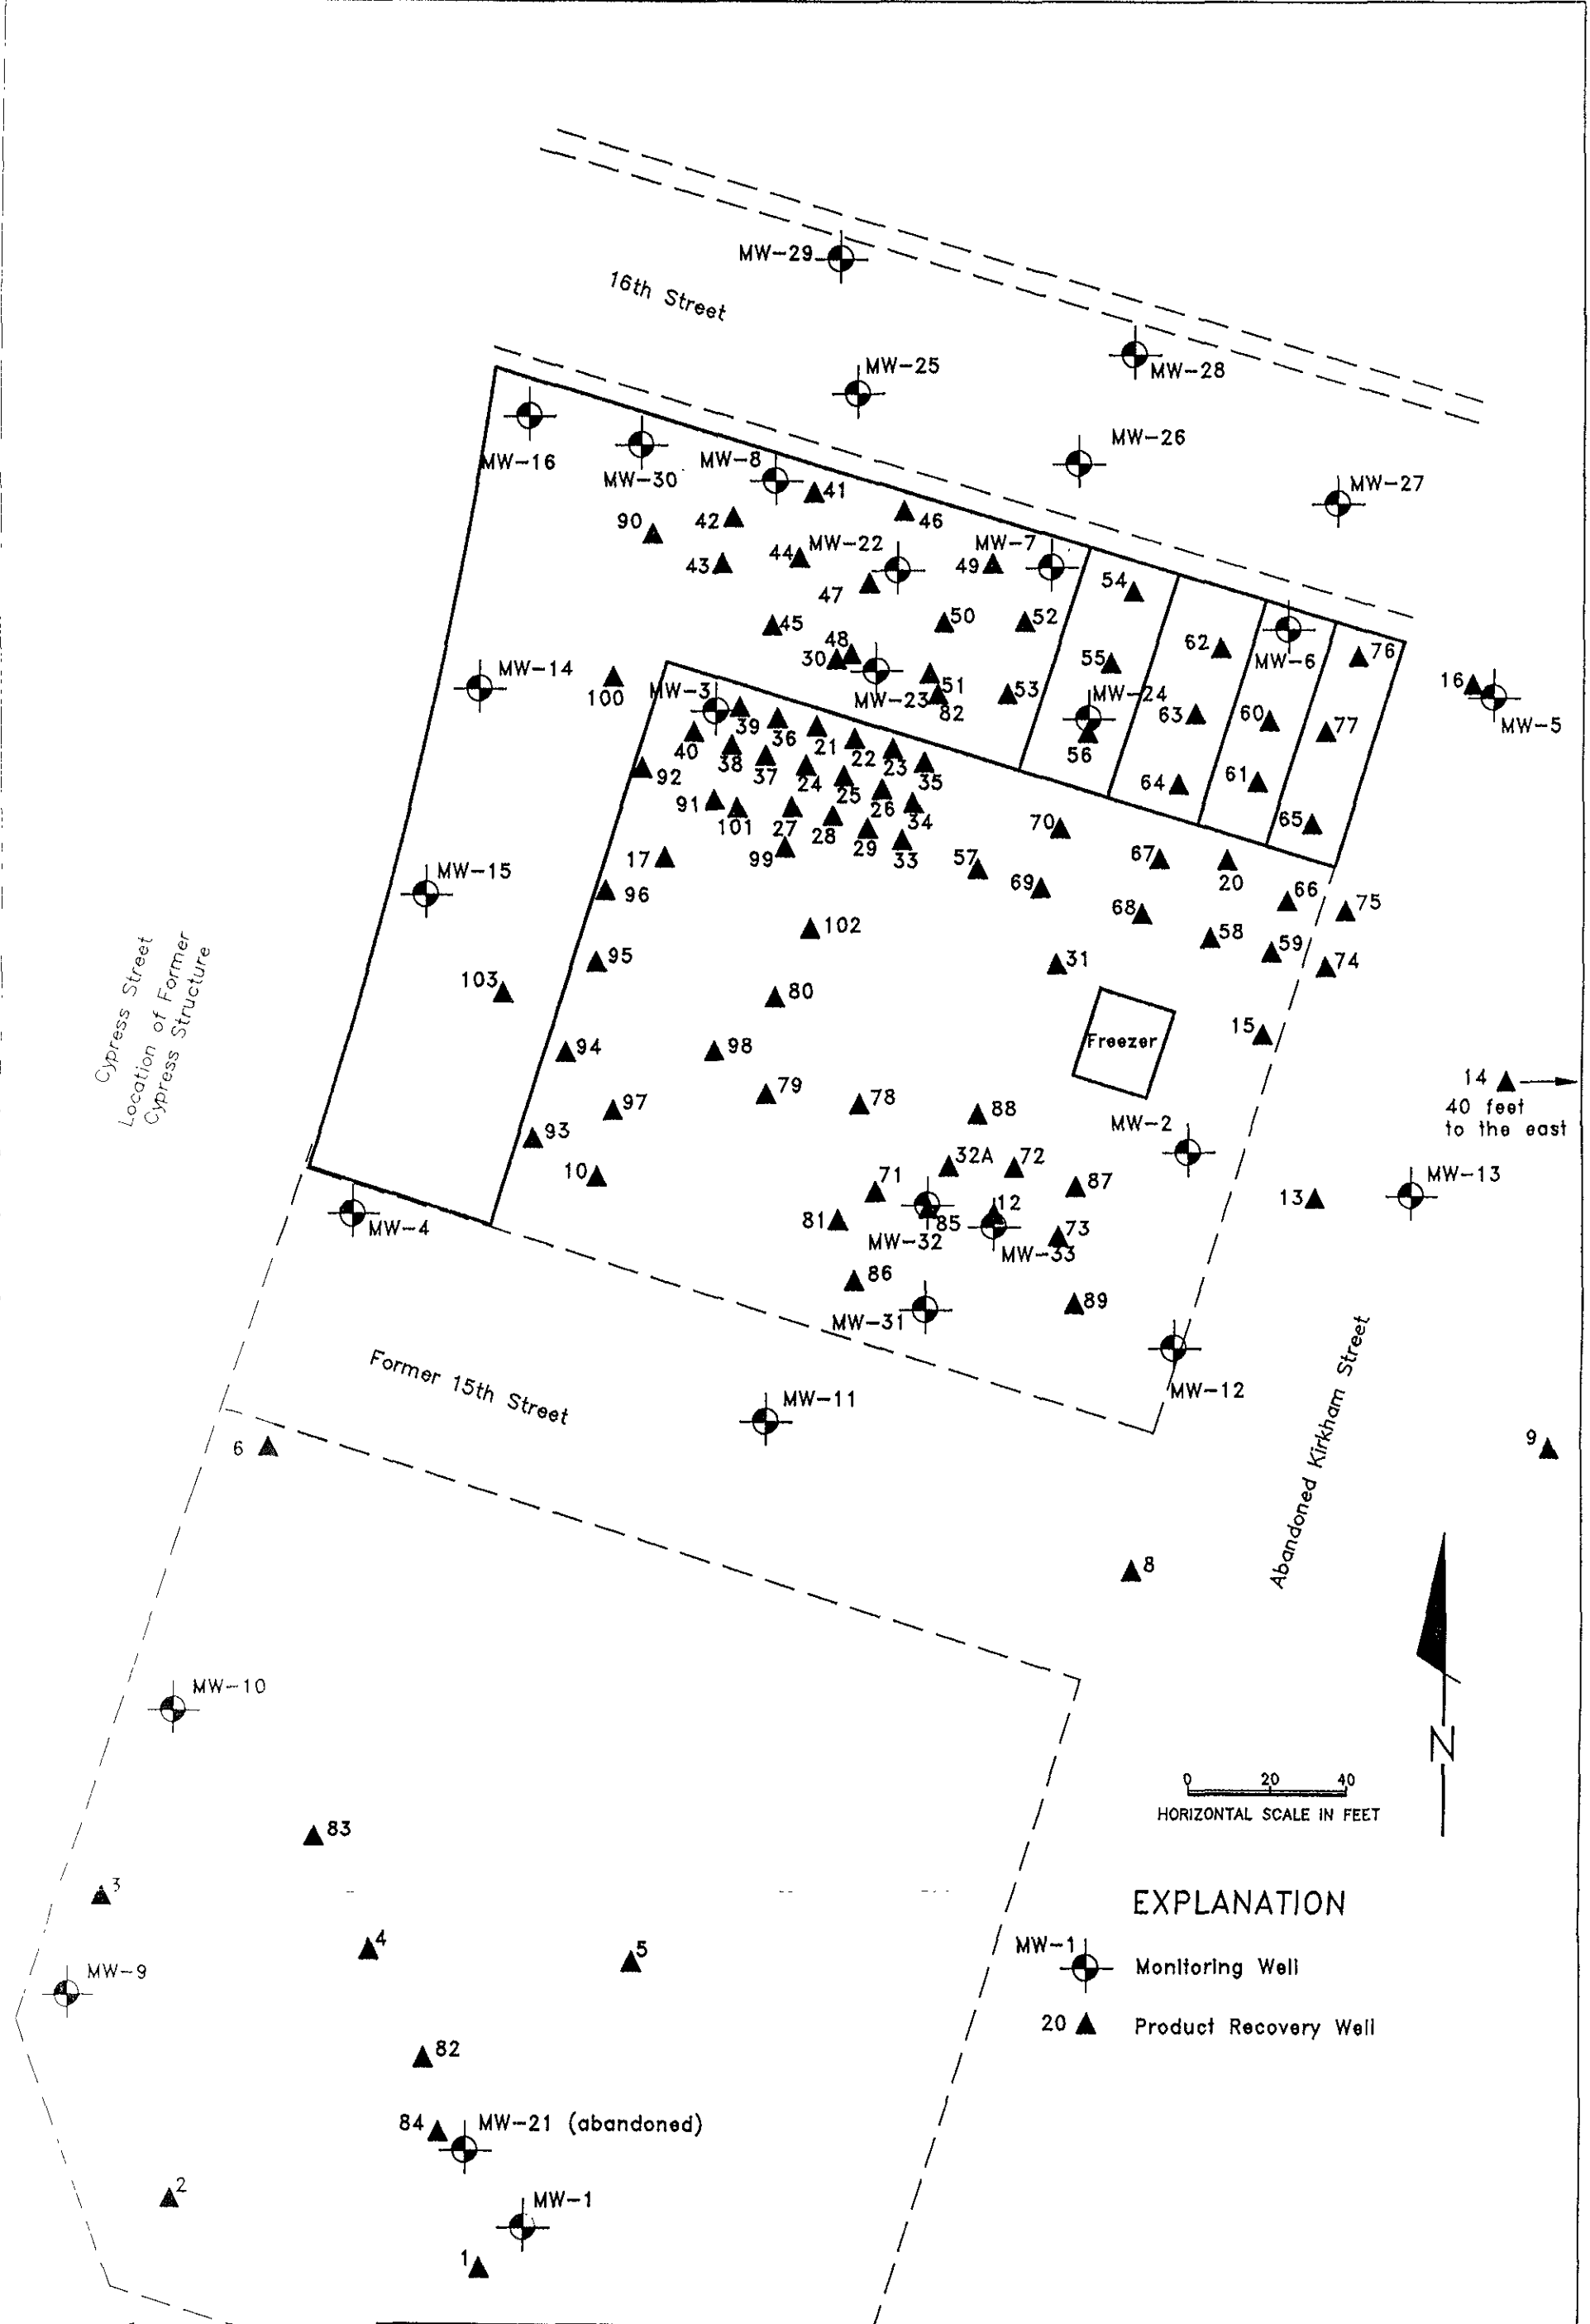 MW-29
16th Street
MW-28
MW-25
MW-26
MW-16
MW-30
MW-8
41
MW-27
90
42
46
43
44
MW-22
MW-7
49
47
54
45
50
52
48
30
62
MW-6
76
MW-14
100
MW-3
MW-23
51
82
53
55
MW-24
16
MW-5
39
36
21
40
38
37
22
23
35
56
63
60
77
92
24
25
26
34
64
61
91
101
27
28
29
33
65
17
99
70
57
67
20
MW-15
96
69
66
75
102
68
58
59
74
95
31
103
80
15
Cypress Street
Location of Former
Cypress Structure
94
98
Freezer
79
78
88
14
40 feet
to the east
97
MW-2
93
10
32A
72
71
87
MW-13
13
MW-4
81
85
12
MW-32
MW-33
73
86
89
MW-31
MW-12
Former 15th Street
MW-11
Abandoned Kirkham Street
6
9
8
MW-10
N
0 20 40
HORIZONTAL SCALE IN FEET
83
3
EXPLANATION
4
5
MW-1
Monitoring Well
MW-9
20
Product Recovery Well
82
84
MW-21 (abandoned)
2
MW-1
1